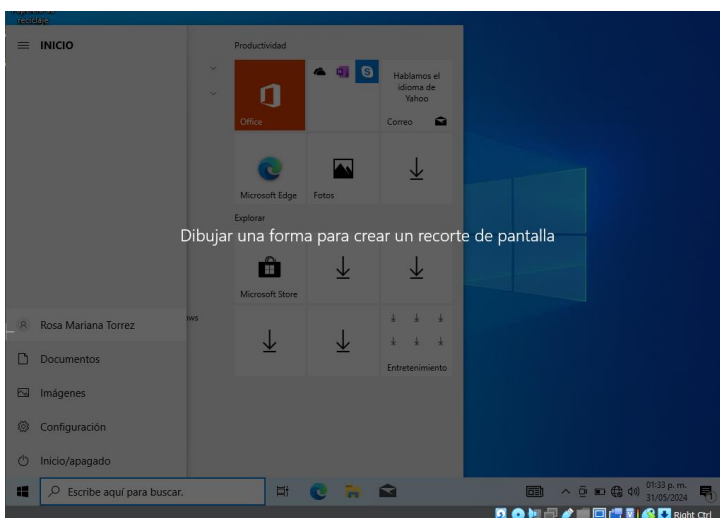 reciclaje
INICIO
Productividad
Office
Hablamos el
idioma de
Yahoo
Correo
Microsoft Edge
Fotos
Explorar
Dibujar una forma para crear un recorte de pantalla
Microsoft Store
Rosa Mariana Torrez
ws
Documentos
Entretenimiento
Imágenes
Configuración
Inicio/apagado
Escribe aquí para buscar.
01:33 p. m.
31/05/2024
Right Ctrl